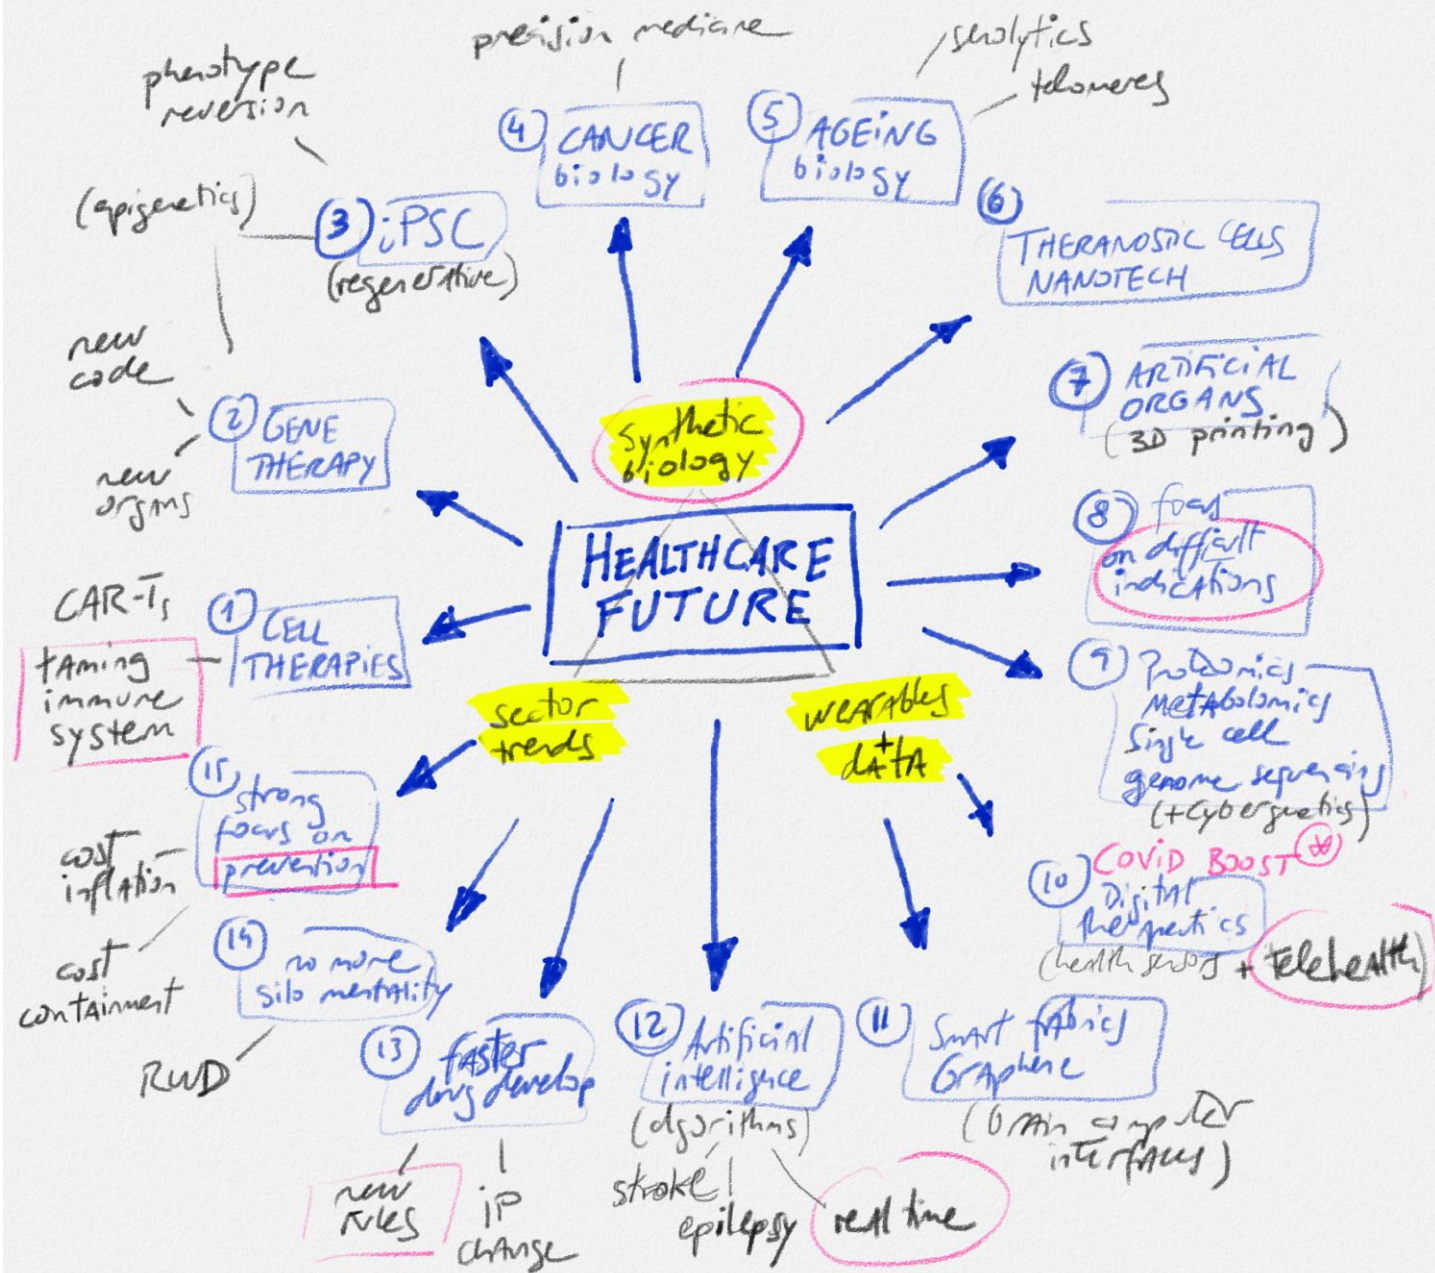 HEALTHCARE
FUTURE
synthetic
biology
sector
trends
wearables
+
dATA
1
CELL
THERAPIES
CAR-Ts
tAming
immune
system
2
GENE
THERAPY
new
code
new
organs
3
iPSC
(regenerative)
(epigenetics)
phenotype
reversion
4
CANCER
biology
precision medicine
5
AGEiNG
biology
senolytics
telomeres
6
THERANOSTIC CELLS
NANOTECH
7
ARTIFICIAL
ORGANS
(3D printing)
8
focus
on difficult
indicAtions
9
Proteomics
MetAbolomics
Single cell
genome sequencing
(+Cybergenetics)
COViD BOOST
10
Digital
therapeutics
(health sensors + telehealth)
11
Smart fAbrics
GrAphene
(brain computer
interfaces)
12
Artificial
intelligence
(algorithms)
stroke
epilepsy
real time
13
faster
drug develop
new
rules
iP
change
14
no more
silo mentAlity
RWD
15
strong
focus on
prevention
cost
inflAtion
cost
contAinment